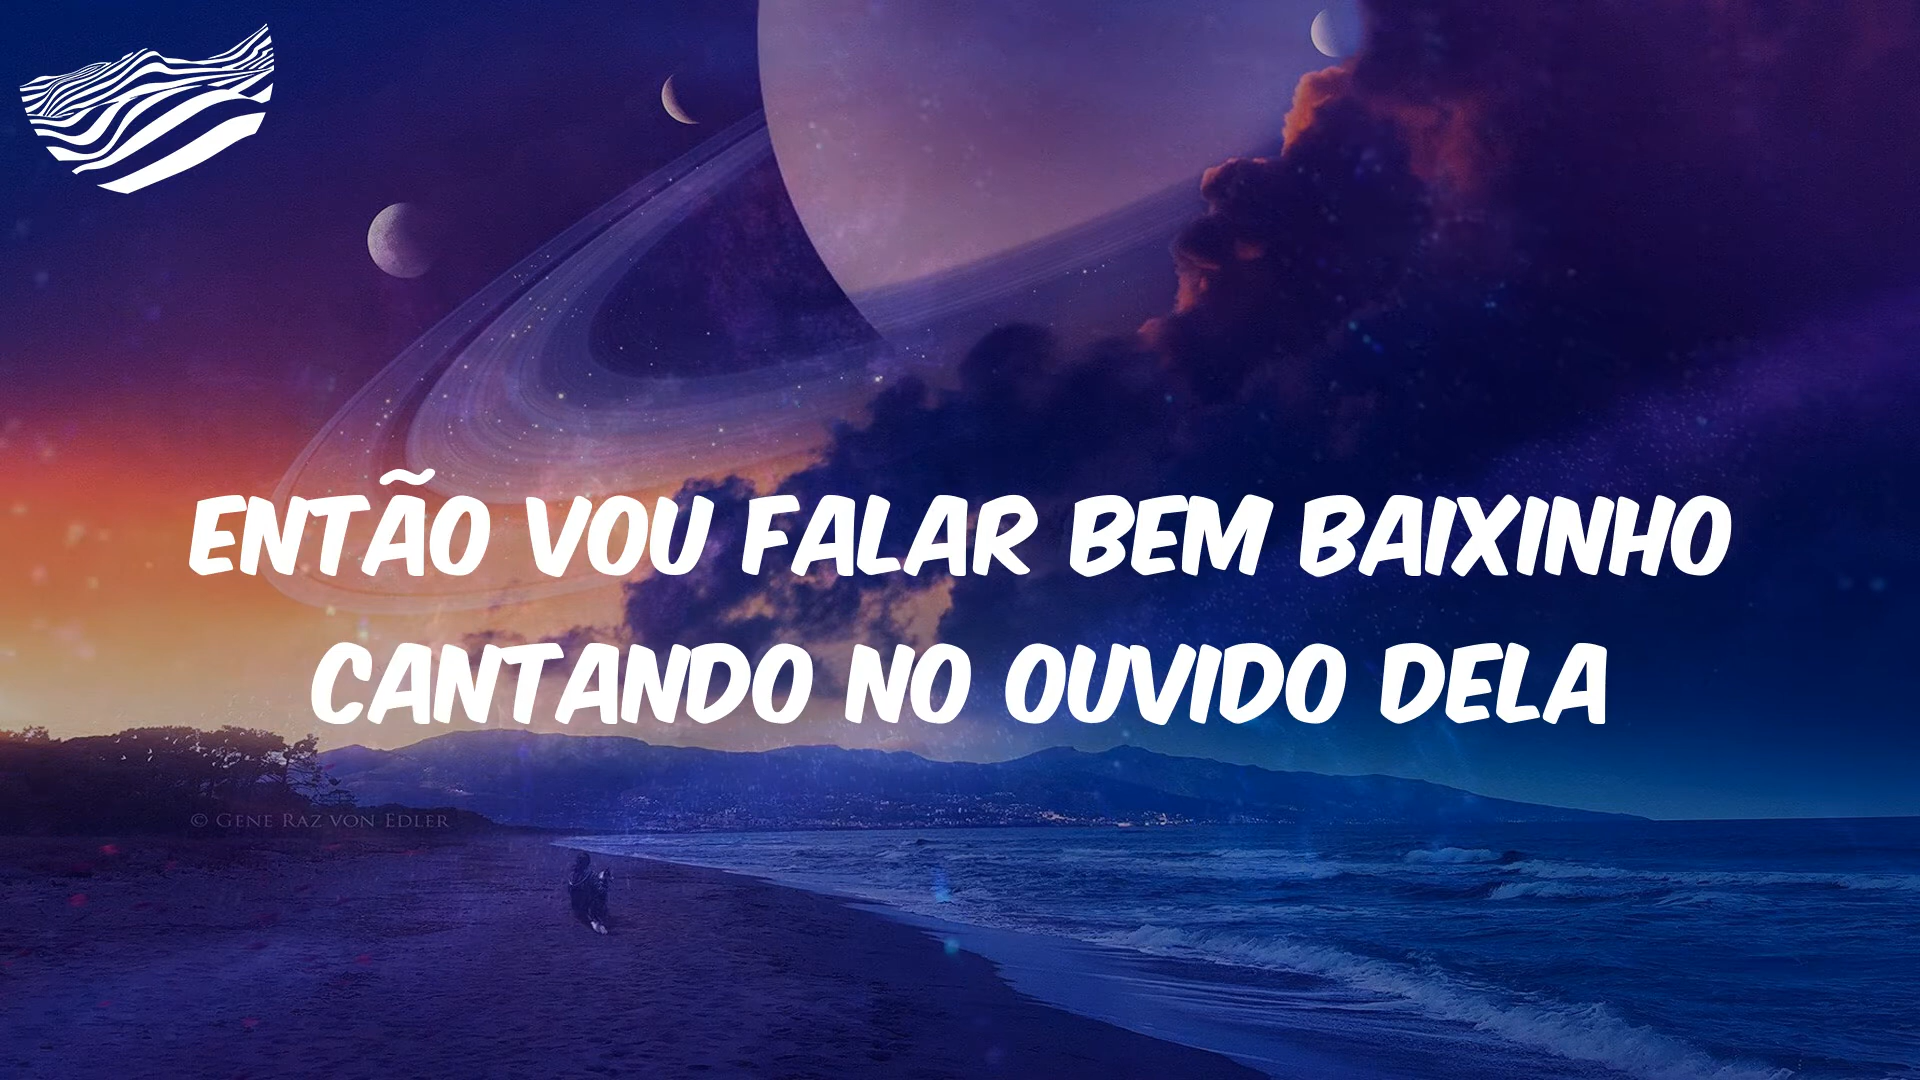 ENTÃO VOU FALAR BEM BAIXINHO
CANTANDO NO OUVIDO DELA
© GENE RAZ VON EDLER